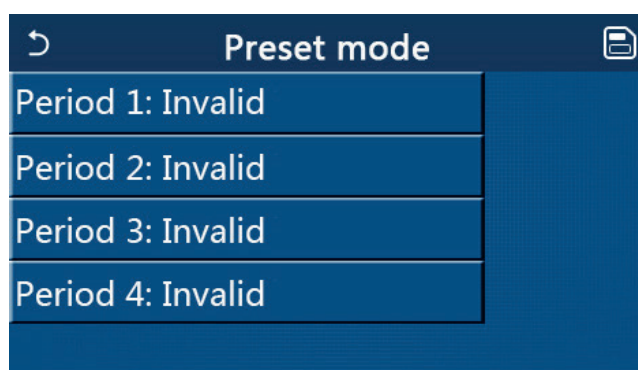 Preset mode
Period 1: Invalid
Period 2: Invalid
Period 3: Invalid
Period 4: Invalid